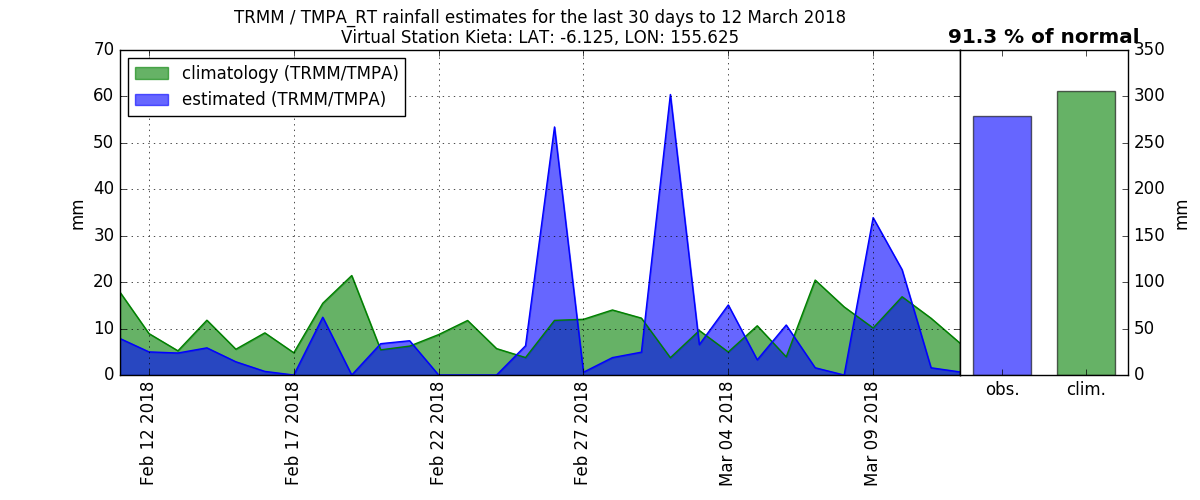 TRMM / TMPA_RT rainfall estimates for the last 30 days to 12 March 2018
Virtual Station Kieta: LAT: -6.125, LON: 155.625
91.3 % of normal
climatology (TRMM/TMPA)
estimated (TRMM/TMPA)
70
60
50
40
30
20
10
0
mm
Feb 12 2018
Feb 17 2018
Feb 22 2018
Feb 27 2018
Mar 04 2018
Mar 09 2018
350
300
250
200
150
100
50
0
mm
obs.
clim.